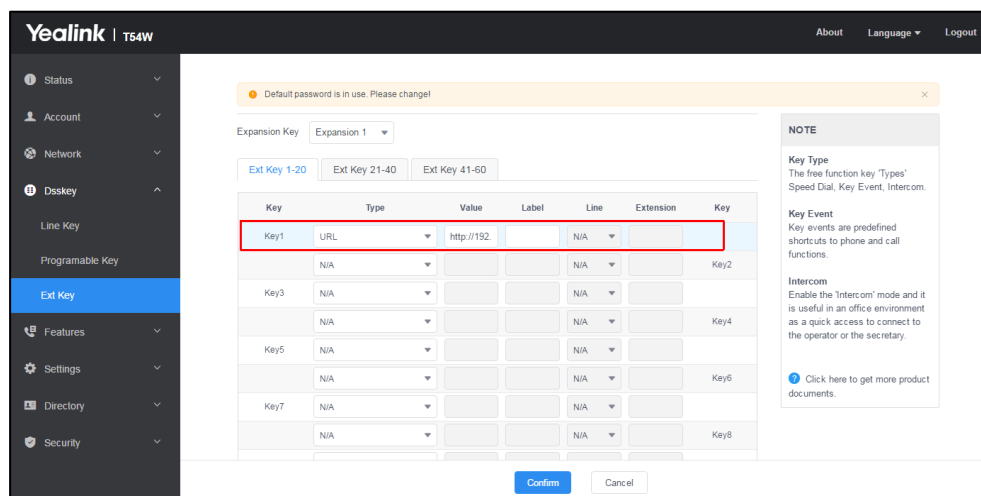 Yealink | T54W
About Language Logout
Status
Account
Network
Dsskey
Line Key
Programable Key
Ext Key
Features
Settings
Directory
Security
Default password is in use. Please change!
Expansion Key Expansion 1
Ext Key 1-20 Ext Key 21-40 Ext Key 41-60
Key Type Value Label Line Extension Key
Key1 URL http://192. N/A
N/A N/A Key2
Key3 N/A N/A
N/A N/A Key4
Key5 N/A N/A
N/A N/A Key6
Key7 N/A N/A
N/A N/A Key8
Confirm Cancel
NOTE
Key Type
The free function key 'Types'
Speed Dial, Key Event, Intercom.
Key Event
Key events are predefined
shortcuts to phone and call
functions.
Intercom
Enable the 'Intercom' mode and it
is useful in an office environment
as a quick access to connect to
the operator or the secretary.
Click here to get more product
documents.